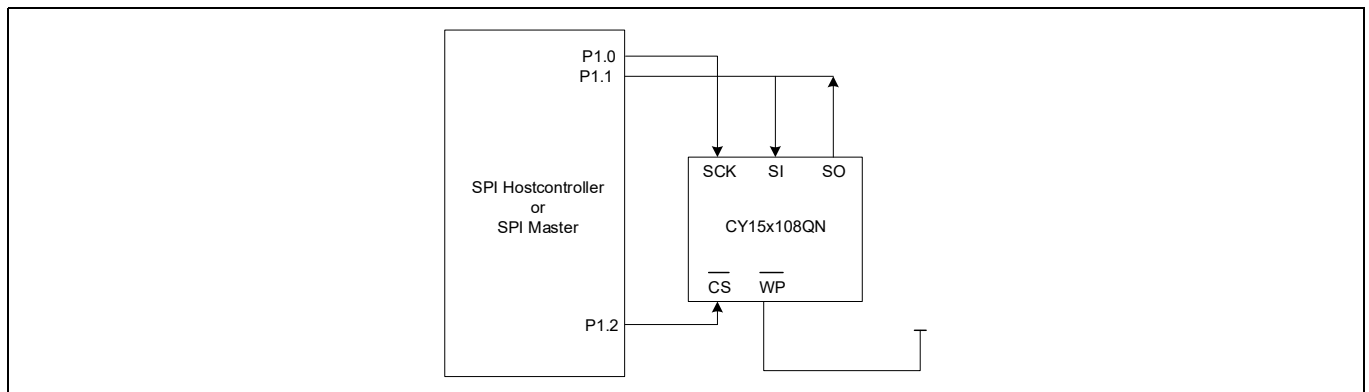 P1.0
P1.1
SPI Hostcontroller
or
SPI Master
P1.2
SCK SI SO
CY15x108QN
CS WP